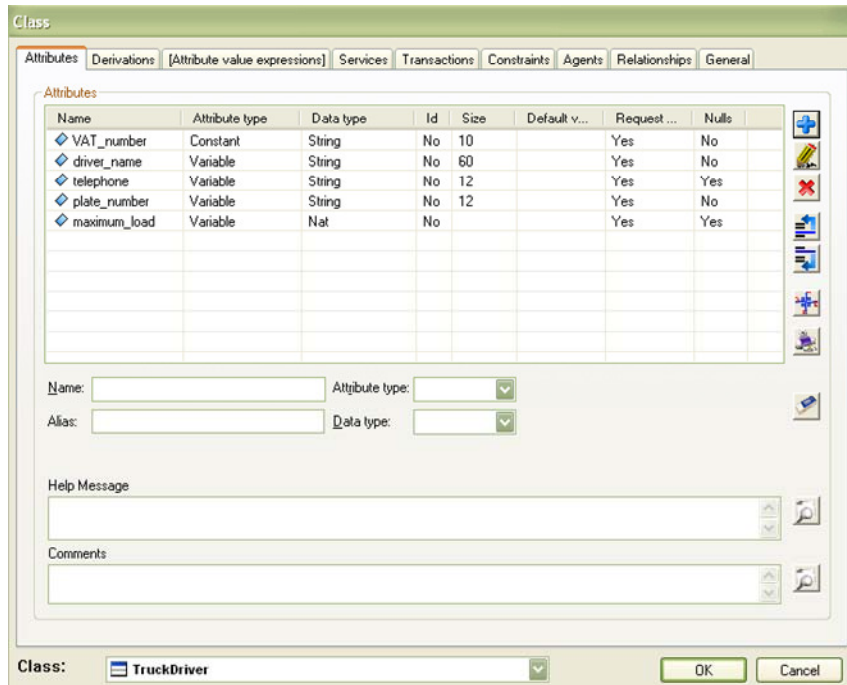 Class
Attributes Derivations [Attribute value expressions] Services Transactions Constraints Agents Relationships General
Attributes
Name Attribute type Data type Id Size Default v... Request ... Nulls
VAT_number Constant String No 10 Yes No
driver_name Variable String No 60 Yes No
telephone Variable String No 12 Yes Yes
plate_number Variable String No 12 Yes No
maximum_load Variable Nat No Yes Yes
Name: Attribute type:
Alias: Data type:
Help Message
Comments
Class: TruckDriver OK Cancel